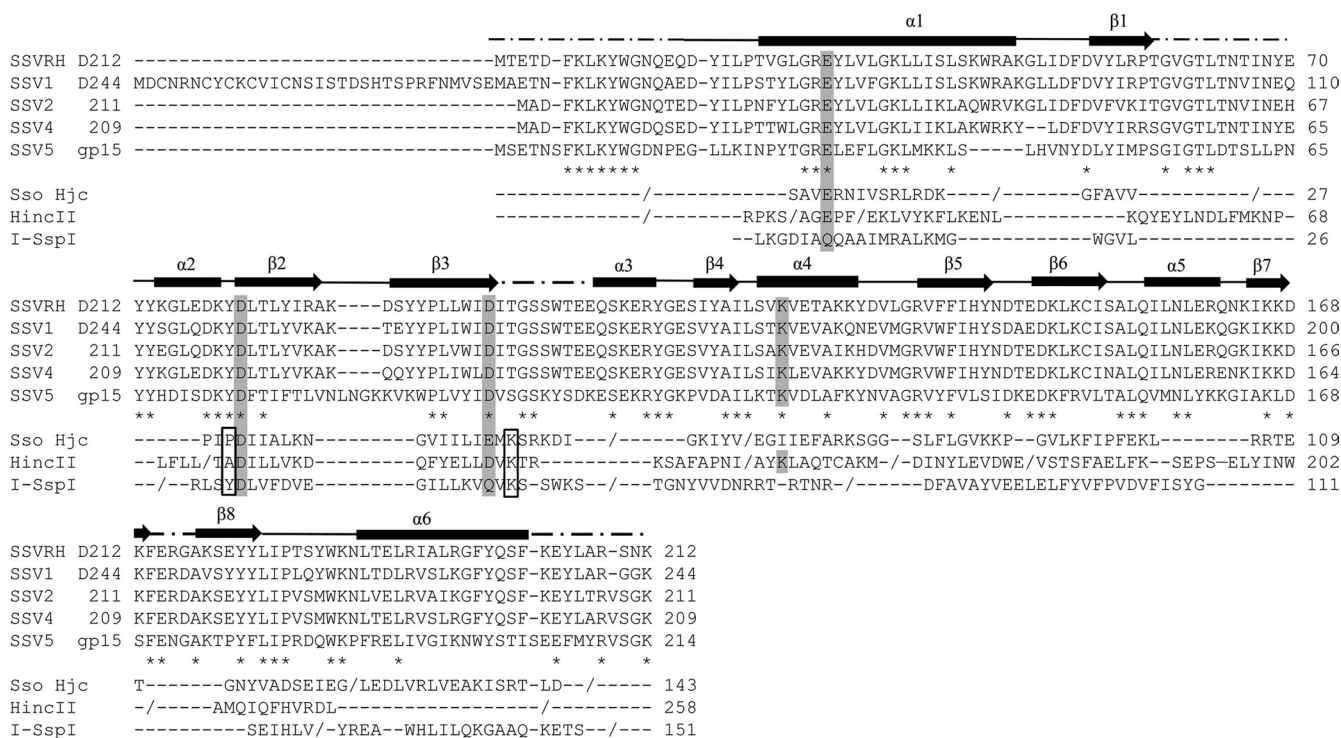 α1 β1
SSVRH D212 ----------------------------------MTETD-FKLKYWGNQEQD-YILPTVGLGREYLVLGKLLISLSKWRAKGLIDFDVYLRPTGVGTLTNTINYE 70
SSV1 D244 MDCNRNCYCKCVICNSISTDSHTSPRFNMVSEMAETN-FKLKYWGNQAED-YILPTSYLGREYLVFGKLLISLSKWRAKGLLDFDVYIRPTGVGTLTNVINEQ 110
SSV2 211 ------------------------------------MAD-FKLKYWGNQTED-YILPNFYLGREYLVLGKLLIKLAQWRVKGLIDFDVFVKITGVGTLTNVINEH 67
SSV4 209 ------------------------------------MAD-FKLKYWGDQSED-YILPTTWLGREYLVLGKLIIKLAKWRKY--LDFDVYIRRSGVGTLTNTINYE 65
SSV5 gp15 ----------------------------------MSETNSFKLKYWGDNPEG-LLKINPYTGRELEFLGKLMKKLS-----LHVNYDLYIMPSGIGTLDTSLLPN 65
******* *** *** * * * ***
Sso Hjc -------------/-------------SAVERNIVSRLRDK----/--------GFAVV-----/------- 27
HincII -------------/---------RPKS/AGEPF/EKLVYKFLKENL--------KQYEYLNDLFMKNP- 68
I-SspI --LKGDIAQQAAIMRALKMG-------------WGVL-------------- 26
α2 β2 β3 α3 β4 α4 β5 β6 α5 β7
SSVRH D212 YYKGLEDKYDLTLYIRAK----DSYYPLLWIDITGSSWTEEQSKERYGESIYAILSVKVETAKKYDVLGRVFFIHYNDTEDKLKCISALQILNLERQNKIKKD 168
SSV1 D244 YYSGLQDKYDLTLYVKAK----TEYYPLLWIDITGSSWTEEQSKERYGESVYAILSTKVEVAKQNEVMGRVWFIHYSDAEDKLKCISALQILNLEKQGKIKKD 200
SSV2 211 YYEGLQDKYDLTLYVKAK----DSYYPLVWIDITGSSWTEEQSKERYGESVYAILSAKVEVAIKHDVMGRVWFIHYNDTEDKLKCISALQILNLERQGKIKKD 166
SSV4 209 YYKGLEDKYDLTLYVKAK----QQYYPLIWLDITGSSWTEEQSKERYGESVYAILSIKLEVAKKYDVMGRVWFIHYNDTEDKLKCINALQILNLERQNKIKKD 164
SSV5 gp15 YYHDISDKYDFTIFTLVNLNGKKVKWPLVYIDVSGSKYSDKESEKRYGKPVDAILKTKVDLAFKYNVAGRVYFVLSIDKEDKFRVLTALQVMNLYKKGIAKLD 168
** *** * ** * ** * ** *** *** * * * *** * *** *** ** * *
Sso Hjc ------PIPDIIALKN--------GVIILIEMKSRKDI---/----GKIYV/EGIIEFARKSGG--SLFLGVKKP-GVLKFIPFEKL-----RRTE 109
HincII --LFLL/TADILLVKD--------QFYELLDVKTR------------KSAFAPNI/AYKLAQTCAKM-/-DINYLEVDWE/VSTSFAELFK-SEPS-ELYINW 202
I-SspI --/--RLSYDLVFDVE--------GILLKVQKS-SWKS-------TGNYVVDNRRT-RTNR-/------DFAVAYVEELELFYVFPVDVFISYG------- 111
β8 α6
SSVRH D212 KFERGAKSEYYLIPTSYWKNLTELRIALRGFYQSF-KEYLAR-SNK 212
SSV1 D244 KFERDAVSYYYLIPLQYWKNLTDLRVSLKGFYQSF-KEYLAR-GGK 244
SSV2 211 KFERDAKSEYYLIPVSMWKNLVELRVAIKGFYQSF-KEYLTRVSGK 211
SSV4 209 KFERDAKSEYYLIPVSMWKNLTELRVSLRGFYQSF-KEYLARVSGK 209
SSV5 gp15 SFENGAKTPYFLIPRDQWKPFRELIVGIKNWYSTISEEFMYRVSGK 214
** * * *** ** * * * *
Sso Hjc T-------GNYVADSEIEG/LEDLVRLVEAKISRT-LD--/----- 143
HincII -/-----AMQIQFHVRDL---------------------------- 258
I-SspI ----------SEIHLV/-YREA--WHLILQKGAAQ-KETS--/--- 151